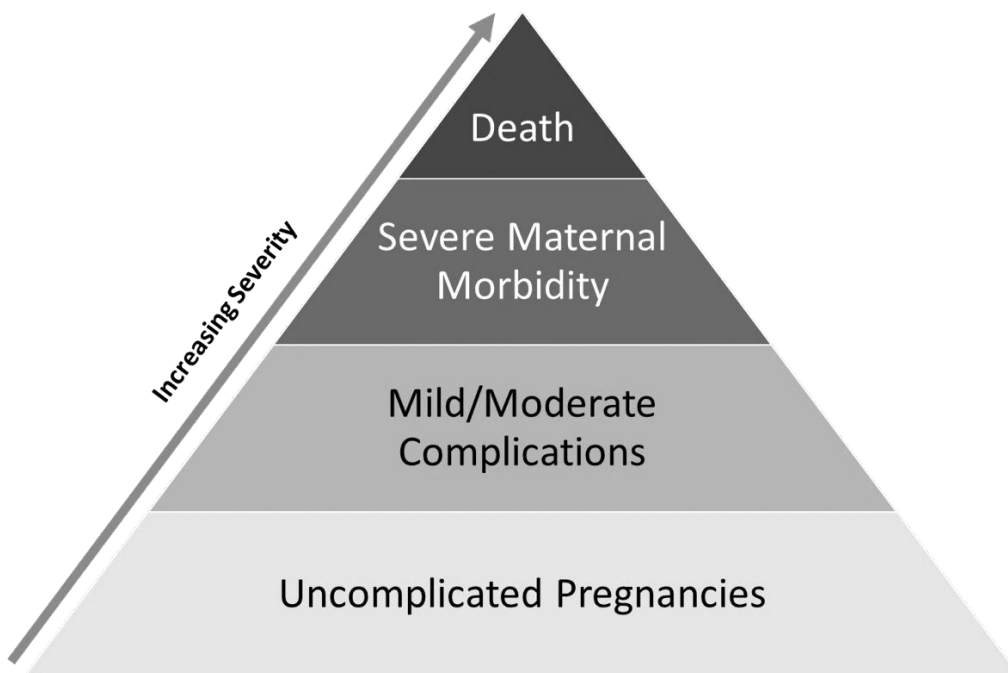 Death
Severe Maternal
Morbidity
Increasing Severity
Mild/Moderate
Complications
Uncomplicated Pregnancies